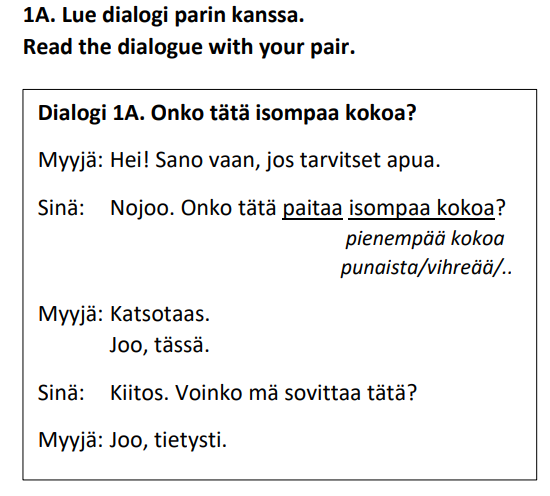 1A. Lue dialogi parin kanssa.
Read the dialogue with your pair.
Dialogi 1A. Onko tätä isompaa kokoa?
Myyjä: Hei! Sano vaan, jos tarvitset apua.
Sinä: Nojoo. Onko tätä paitaa isompaa kokoa?
pienempää kokoa
punaista/vihreää/..
Myyjä: Katsotaas.
Joo, tässä.
Sinä: Kiitos. Voinko mä sovittaa tätä?
Myyjä: Joo, tietysti.